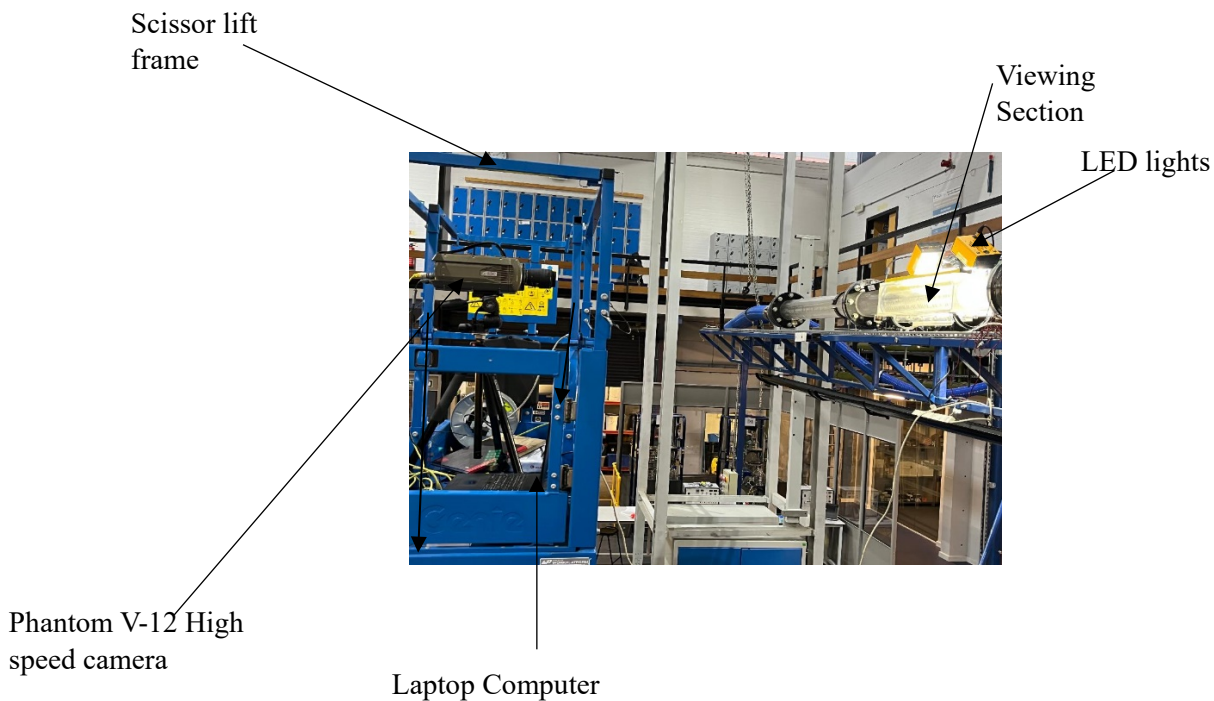 Scissor lift
frame
Viewing
Section
LED lights
Phantom V-12 High
speed camera
Laptop Computer